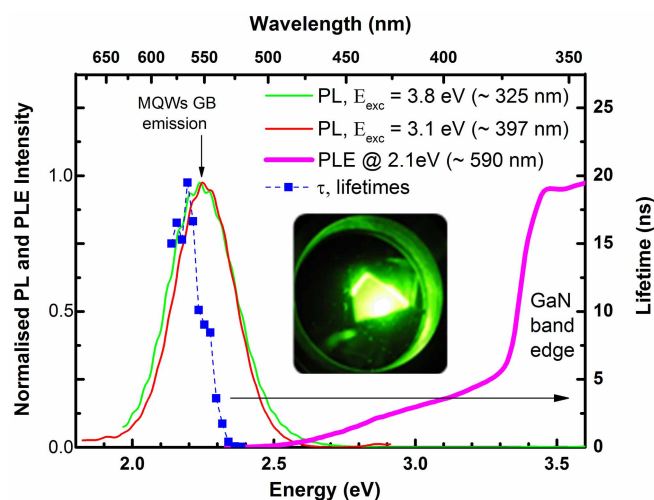 Wavelength (nm)
650 600 550 500 450 400 350
MQWs GB
emission
PL, E_exc = 3.8 eV (~ 325 nm)
PL, E_exc = 3.1 eV (~ 397 nm)
PLE @ 2.1eV (~ 590 nm)
τ, lifetimes
Normalised PL and PLE Intensity
1.0
0.5
0.0
GaN
band
edge
25
20
15
10
5
0
Lifetime (ns)
2.0 2.5 3.0 3.5
Energy (eV)